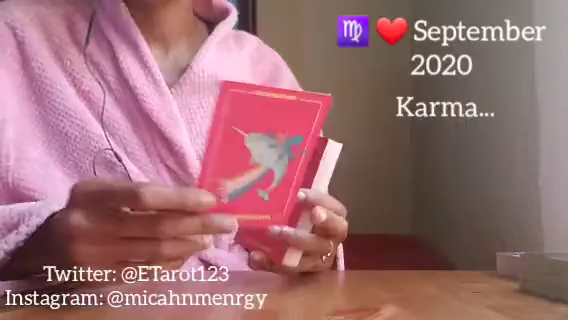 ♍ ❤️ September
2020
Karma...
Twitter: @ETarot123
Instagram: @micahnmenrgy